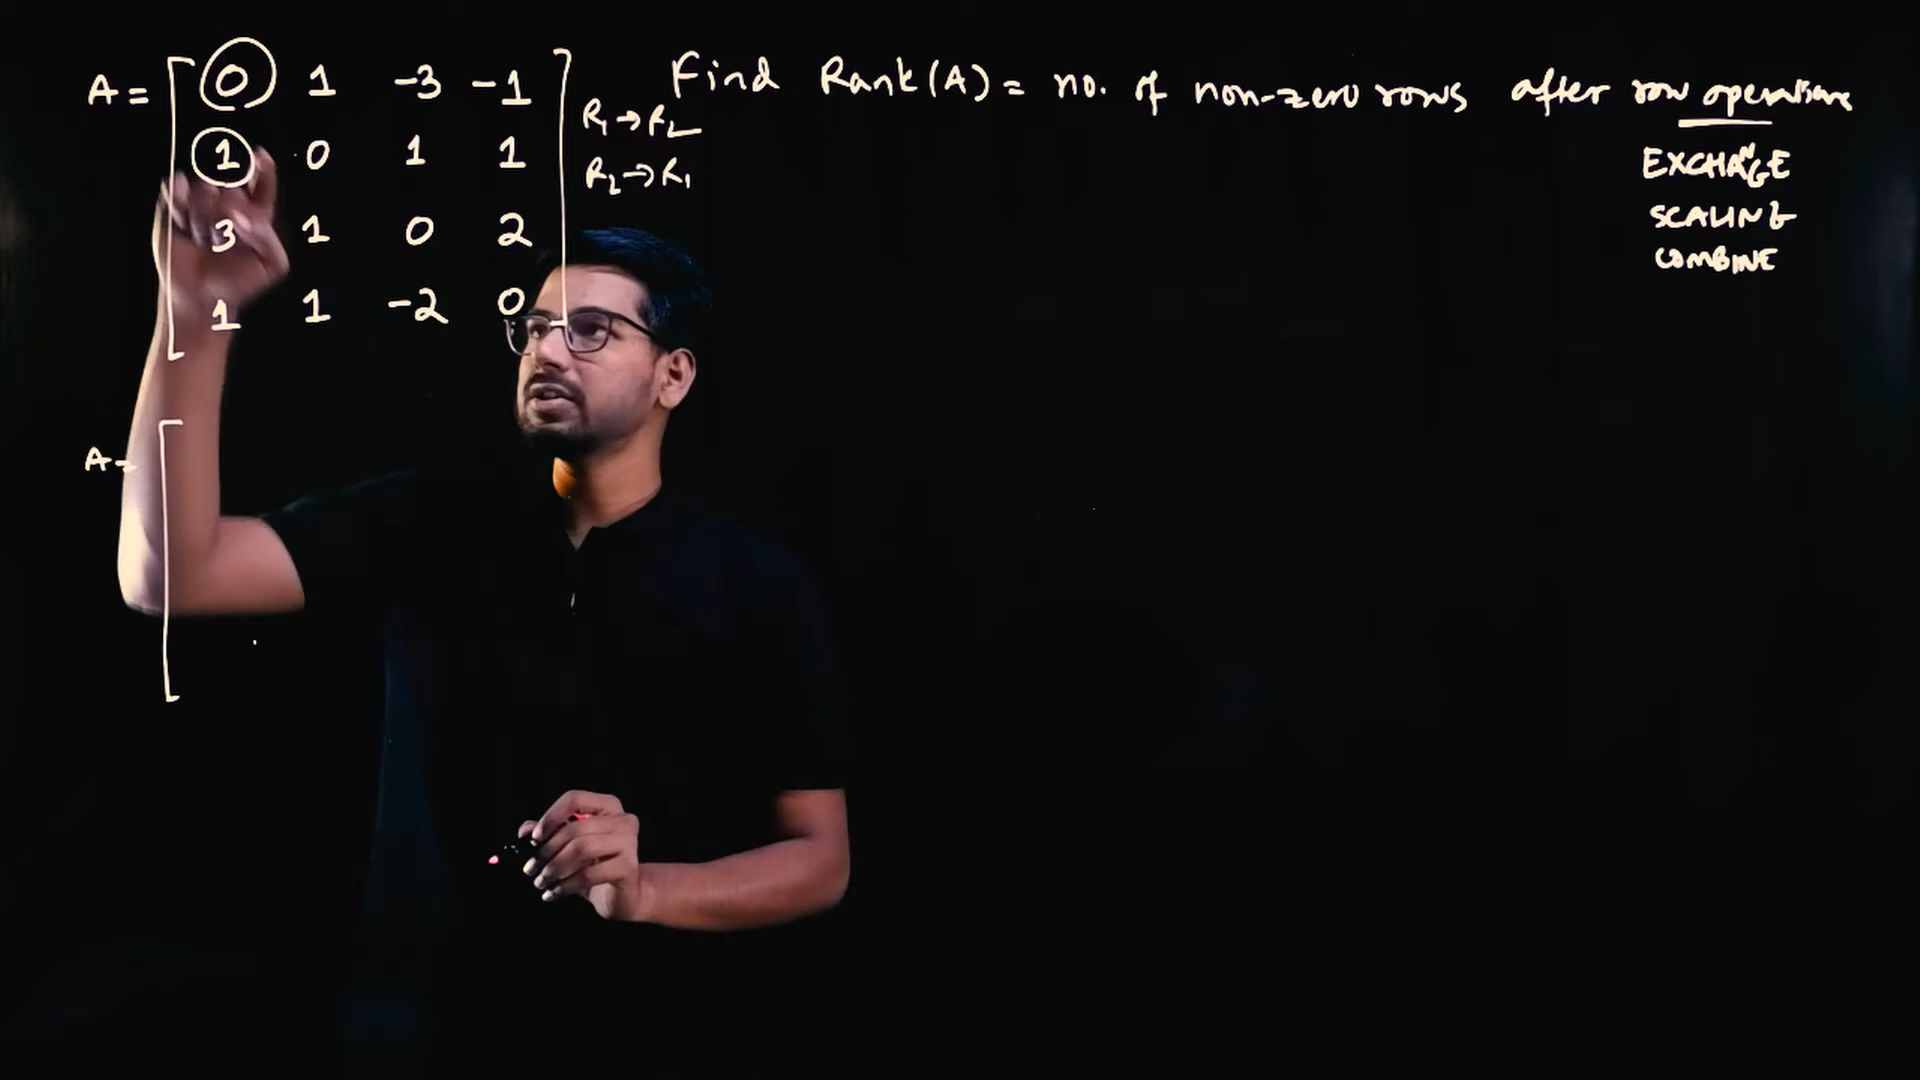 A = [ 0 1 -3 -1 ] Find Rank(A) = no. of non-zero rows after row operations
R1 → R2
1 0 1 1
R2 → R1
3 1 0 2
1 1 -2 0
EXCHANGE
SCALING
COMBINE
A = [